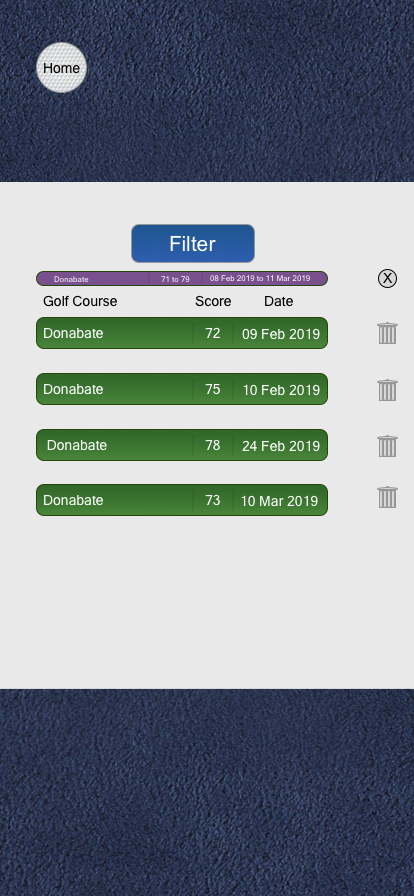 Home
Filter
Donabate 71 to 79 08 Feb 2019 to 11 Mar 2019 X
Golf Course Score Date
Donabate 72 09 Feb 2019
Donabate 75 10 Feb 2019
Donabate 78 24 Feb 2019
Donabate 73 10 Mar 2019